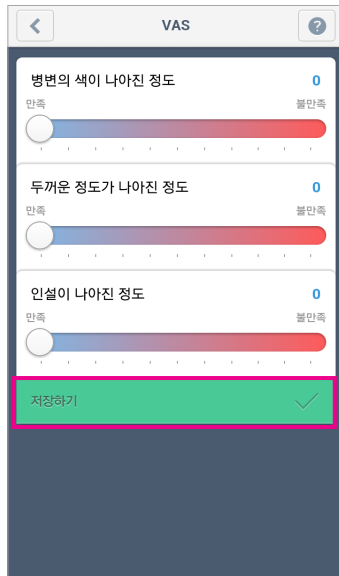 VAS
?
병변의 색이 나아진 정도 0
만족 불만족
두꺼운 정도가 나아진 정도 0
만족 불만족
인설이 나아진 정도 0
만족 불만족
저장하기